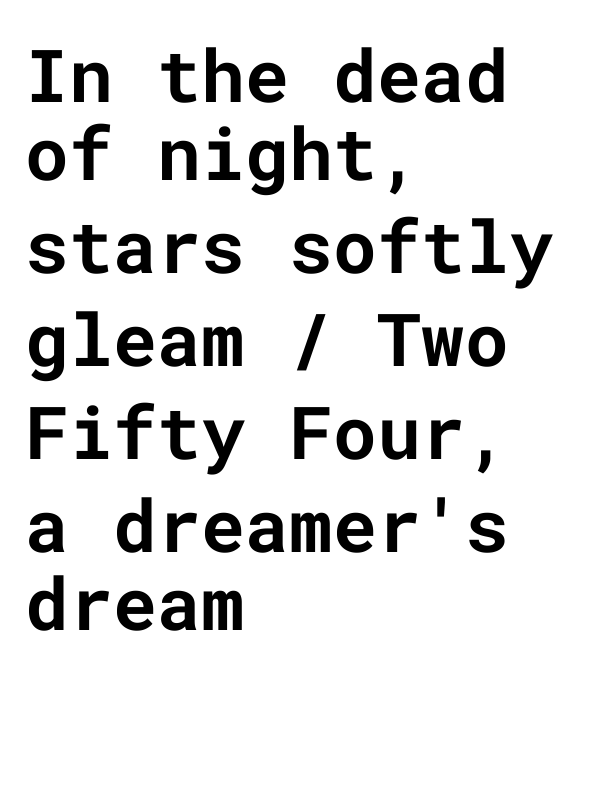 In the dead
of night,
stars softly
gleam / Two
Fifty Four,
a dreamer's
dream